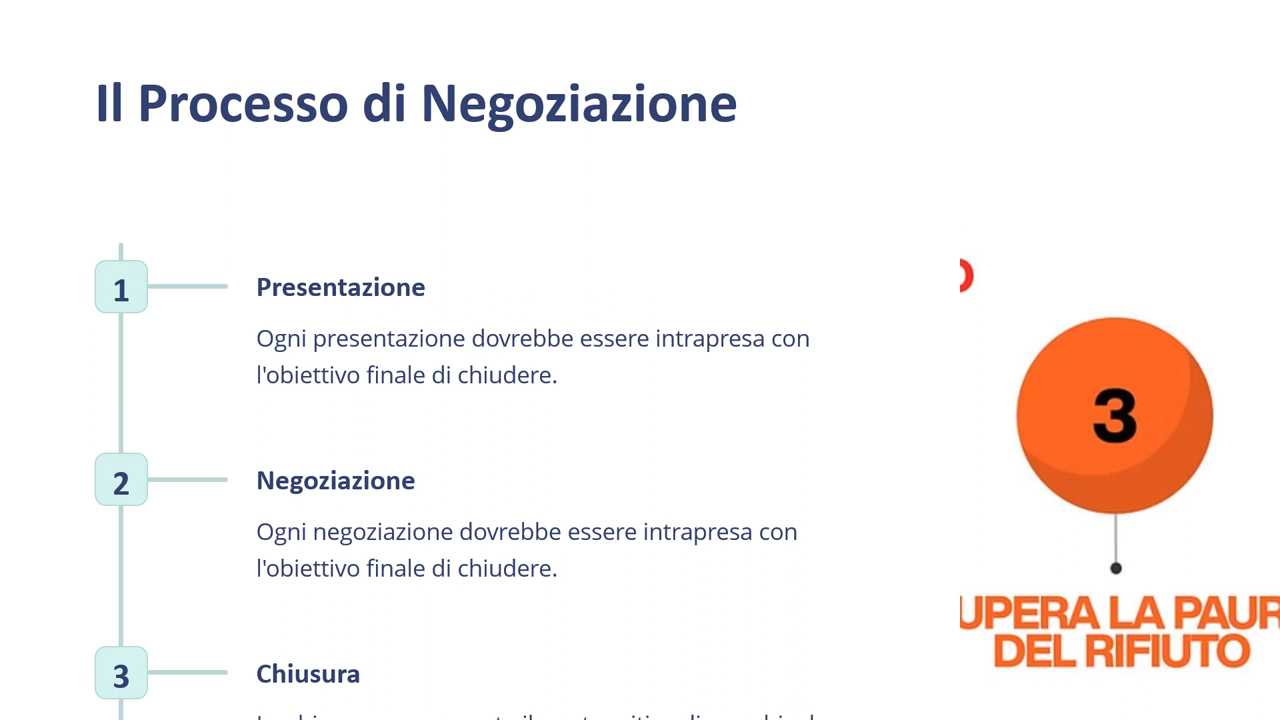 Il Processo di Negoziazione
1
Presentazione
Ogni presentazione dovrebbe essere intrapresa con
l'obiettivo finale di chiudere.
2
Negoziazione
Ogni negoziazione dovrebbe essere intrapresa con
l'obiettivo finale di chiudere.
3
Chiusura
3
UPERA LA PAUR
DEL RIFIUTO